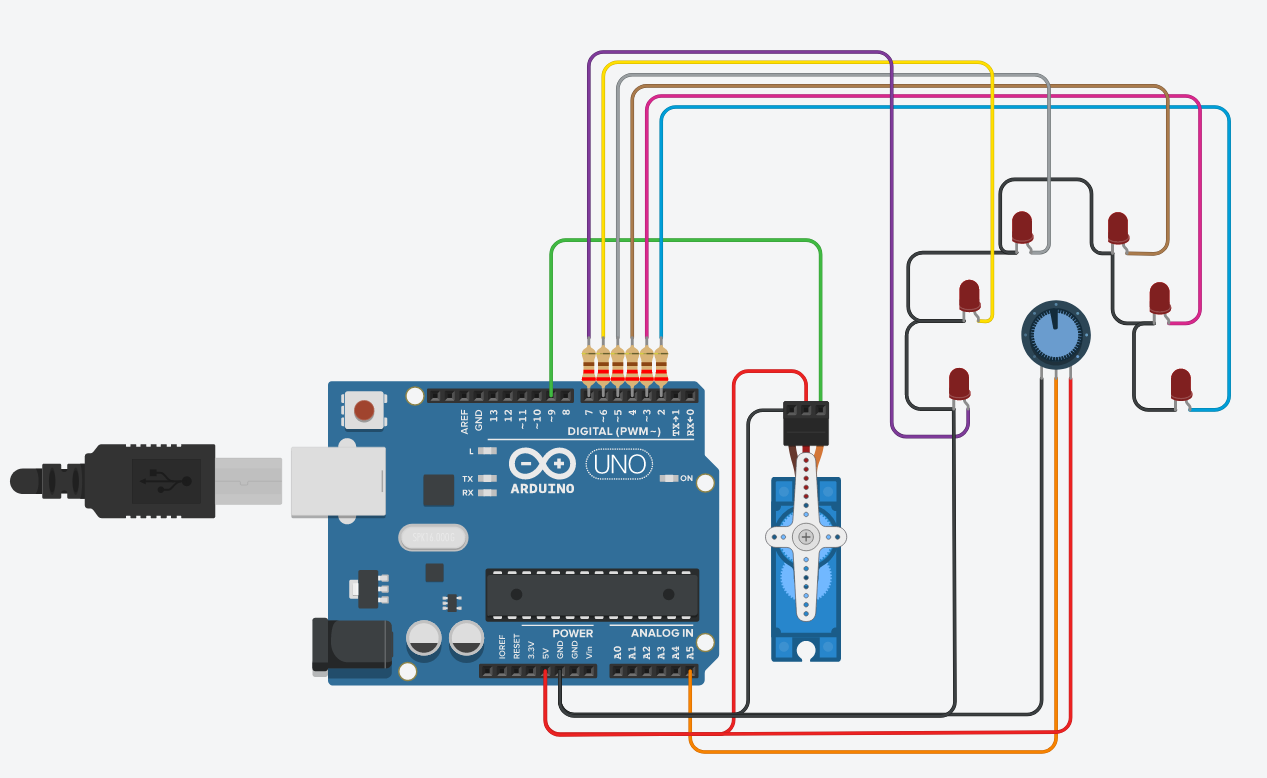 AREF
GND
13
12
~11
~10
~9
8
7
~6
~5
4
~3
2
TX→1
RX←0
DIGITAL (PWM~)
L
TX
RX
ARDUINO
UNO
ON
POWER
ANALOG IN
IOREF
RESET
3.3V
5V
GND
GND
Vin
A0
A1
A2
A3
A4
A5